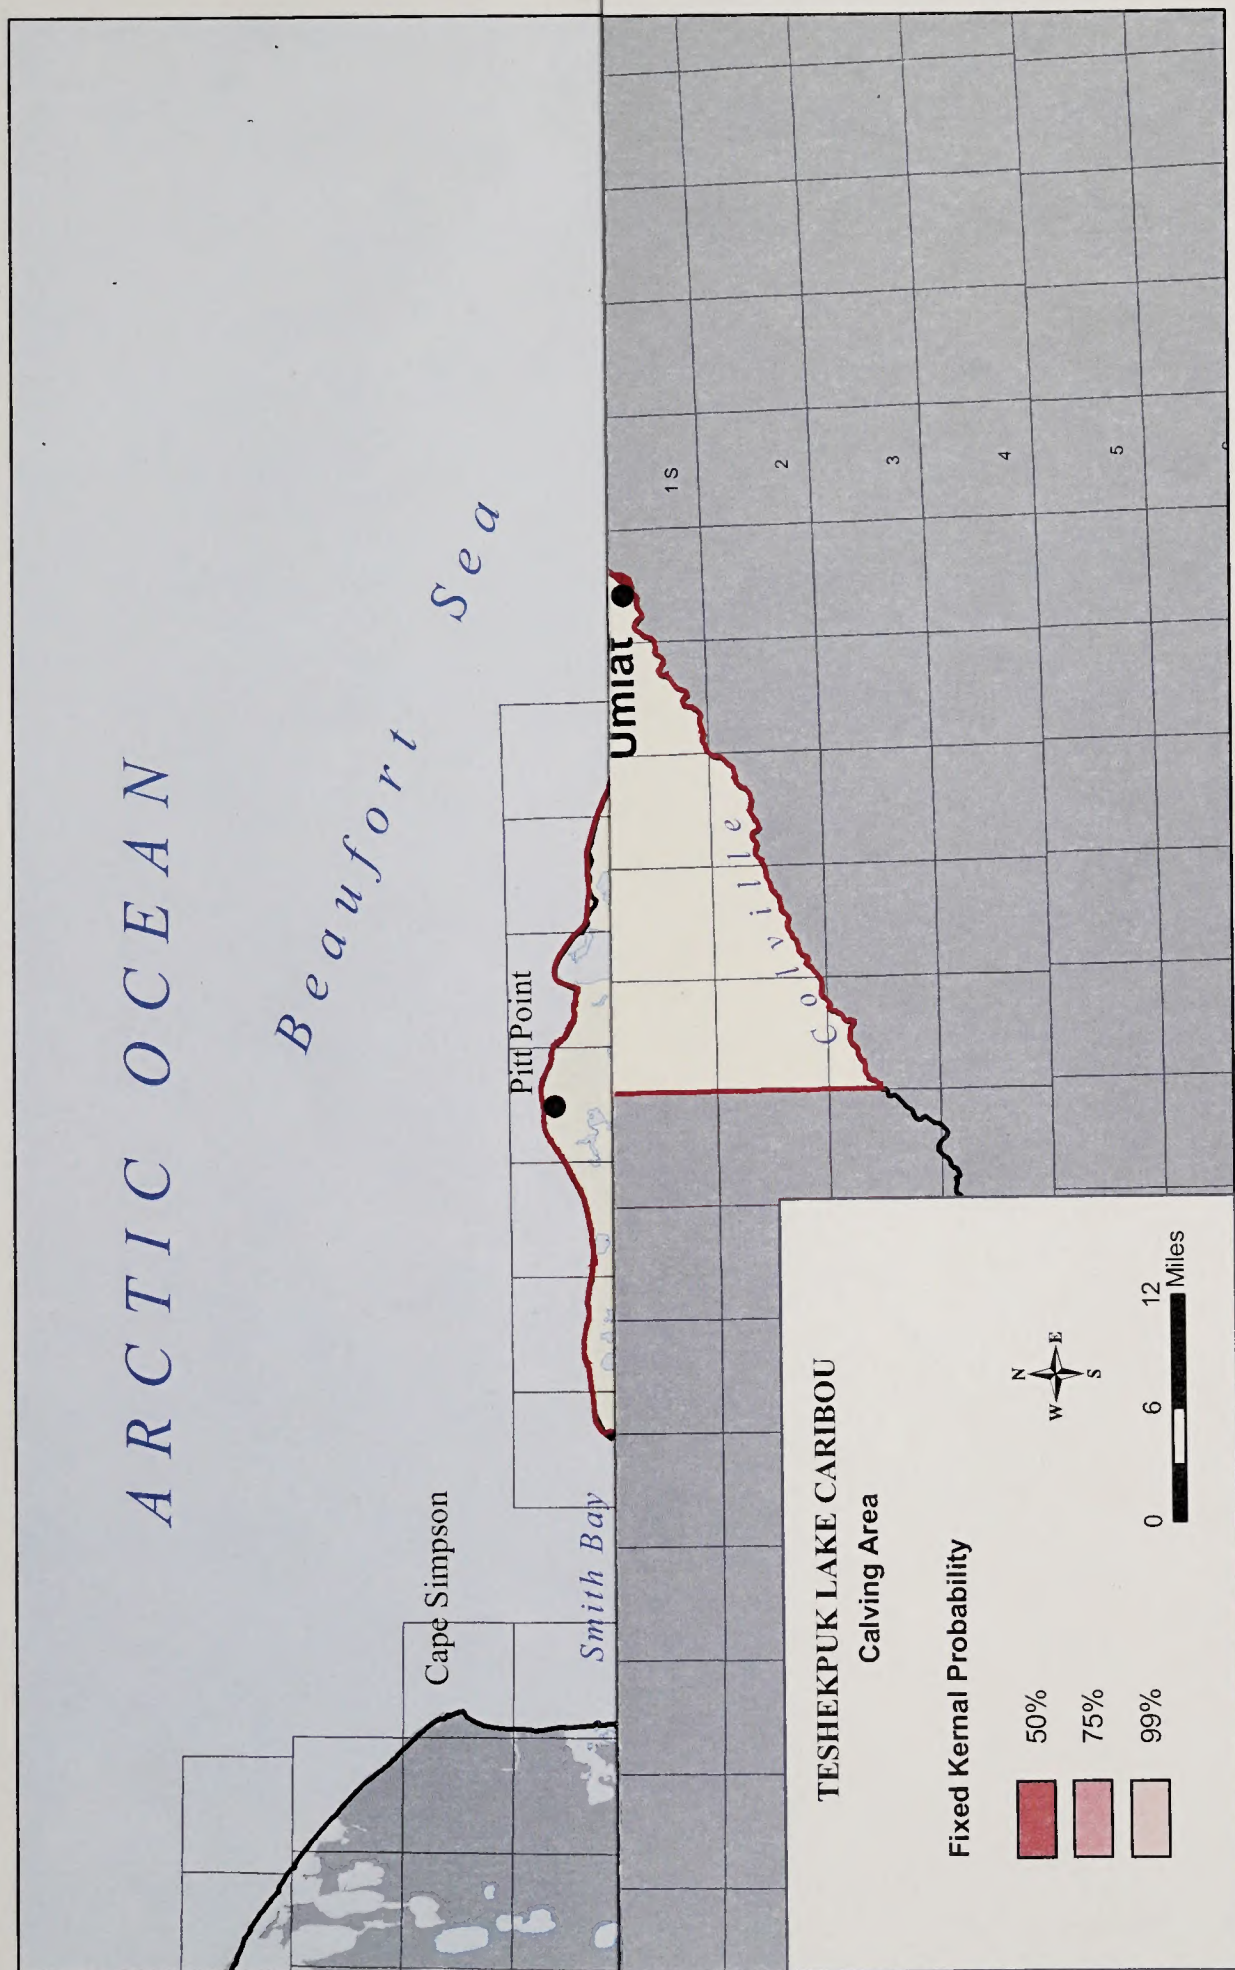 ARCTIC OCEAN
Beaufort Sea
Cape Simpson
Pitt Point
Smith Bay
Umiat
1 S
2
Colville
3
4
5
TESHEKPUK LAKE CARIBOU
Calving Area
Fixed Kernal Probability
50%
75%
99%
N
W
E
S
0
6
12
Miles